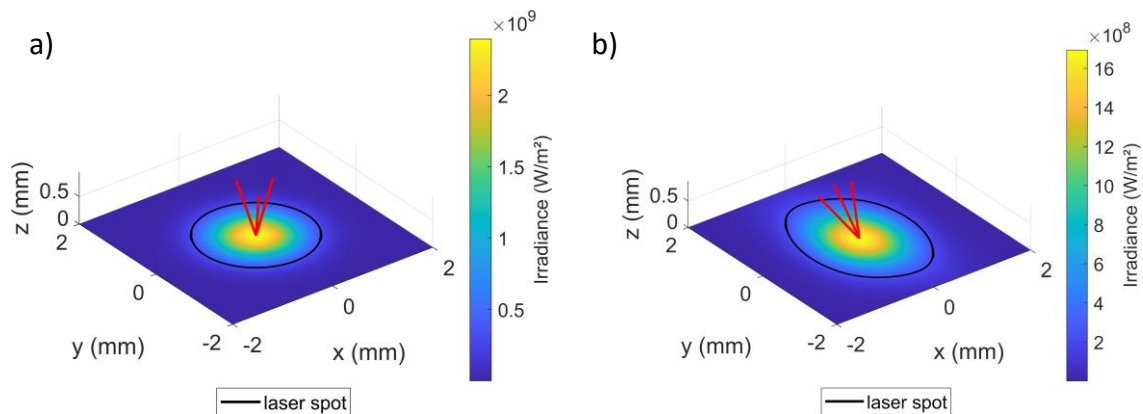 a)
×10⁹
2
1.5
1
0.5
Irradiance (W/m²)
z (mm)
0.5
0
2
0
-2
y (mm)
-2
0
2
x (mm)
laser spot
b)
×10⁸
16
14
12
10
8
6
4
2
Irradiance (W/m²)
z (mm)
0.5
0
2
0
-2
y (mm)
-2
0
2
x (mm)
laser spot